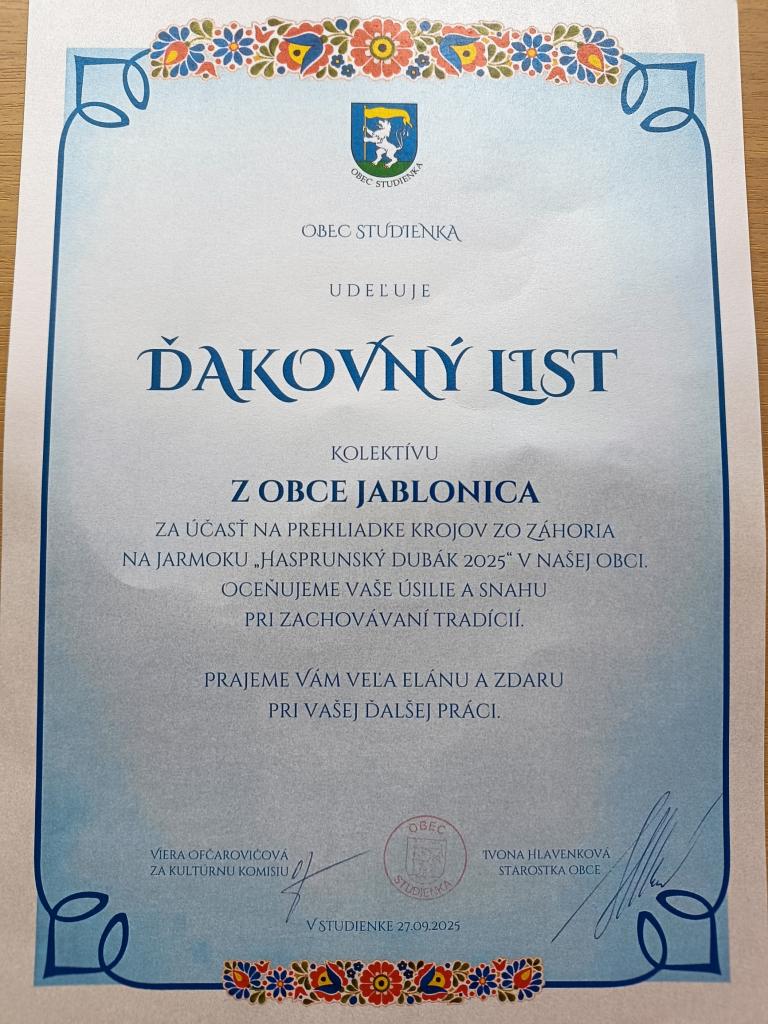 OBEC STUDIENKA
OBEC STUDIENKA
UDEĽUJE
ĎAKOVNÝ LIST
KOLEKTÍVU
Z OBCE JABLONICA
ZA ÚČASŤ NA PREHLIADKE KROJOV ZO ZÁHORIA
NA JARMOKU „HASPRUNSKÝ DUBÁK 2025“ V NAŠEJ OBCI.
OCEŇUJEME VAŠE ÚSILIE A SNAHU
PRI ZACHOVÁVANÍ TRADÍCIÍ.
PRAJEME VÁM VEĽA ELÁNU A ZDARU
PRI VAŠEJ ĎALŠEJ PRÁCI.
VIERA OFČAROVIČOVÁ
ZA KULTÚRNU KOMISIU
OBEC
STUDIENKA
IVONA HLAVENKOVÁ
STAROSTKA OBCE
V STUDIENKE 27.09.2025